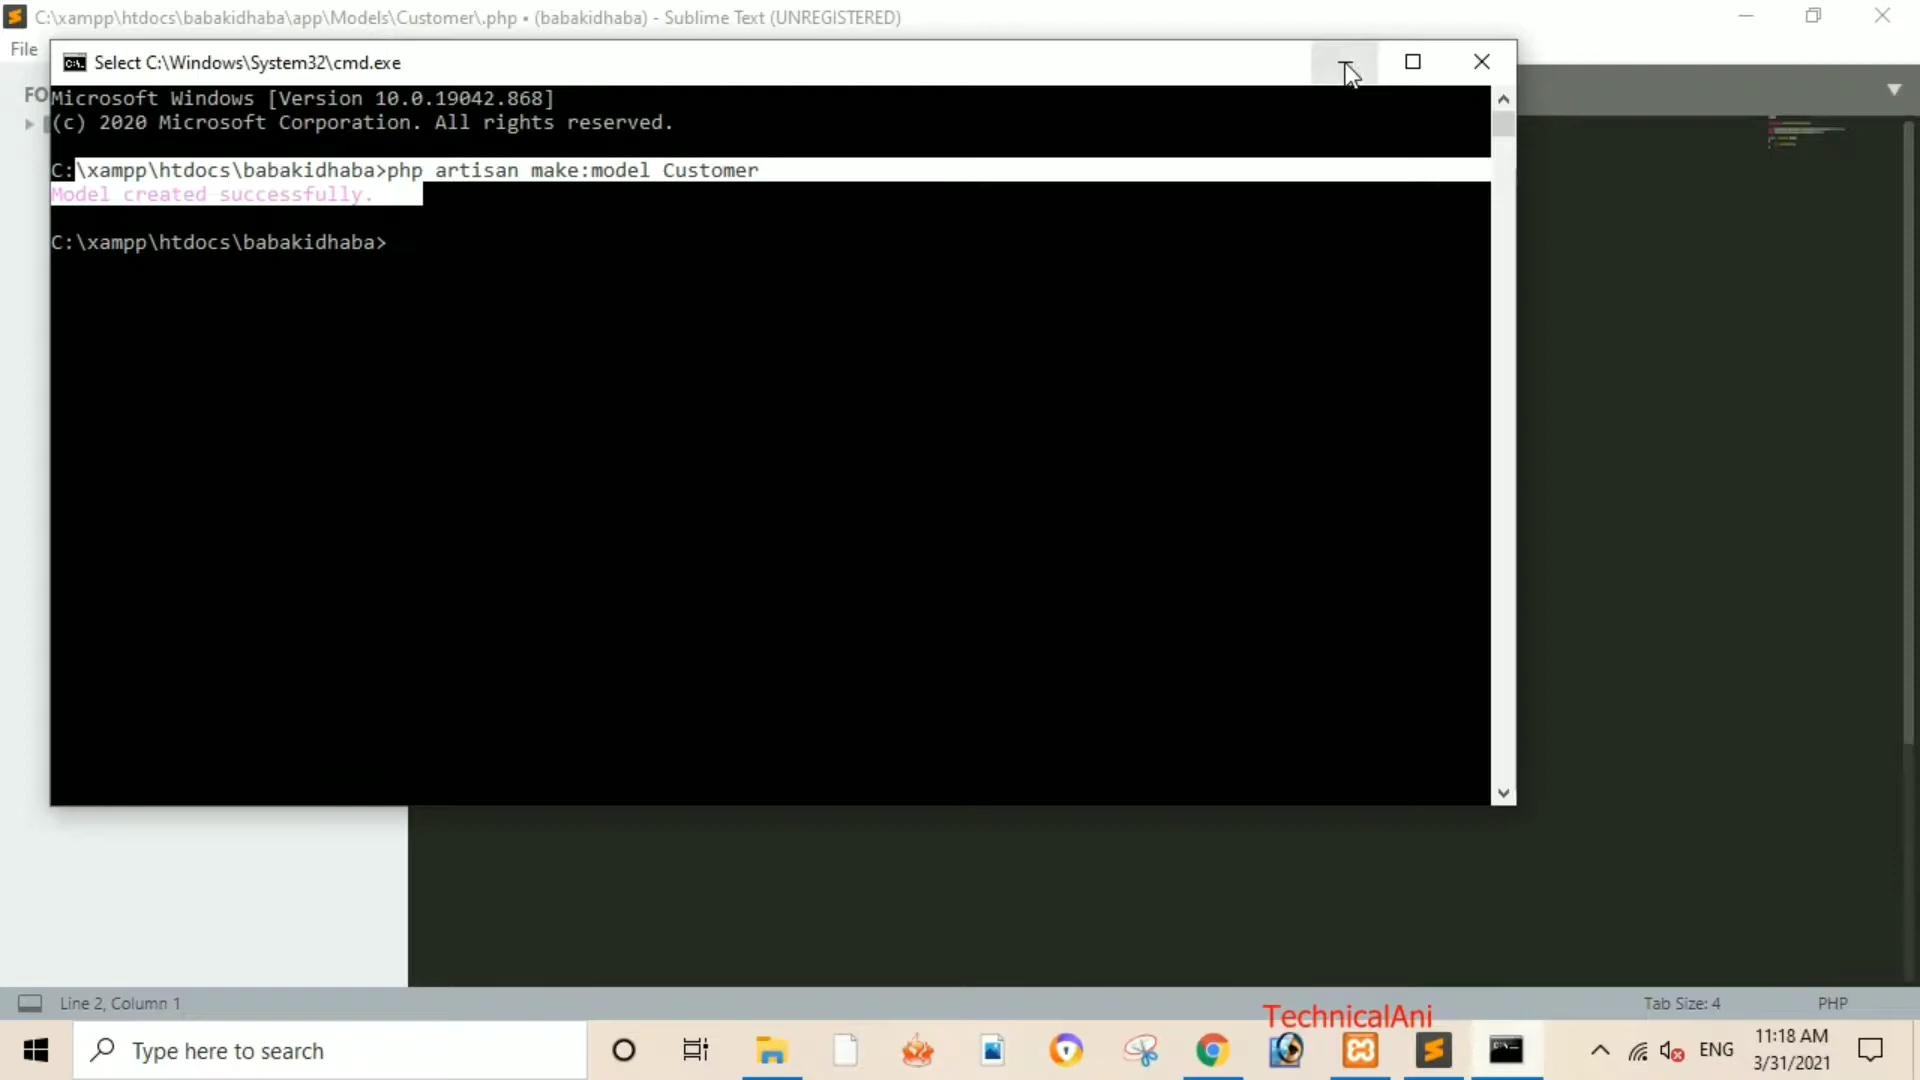 C:\xampp\htdocs\babakidhaba\app\Models\Customer\.php • (babakidhaba) - Sublime Text (UNREGISTERED)
File
Select C:\Windows\System32\cmd.exe
FO
Microsoft Windows [Version 10.0.19042.868]
(c) 2020 Microsoft Corporation. All rights reserved.
C:\xampp\htdocs\babakidhaba>php artisan make:model Customer
Model created successfully.
C:\xampp\htdocs\babakidhaba>
Line 2, Column 1
Tab Size: 4
PHP
TechnicalAni
Type here to search
ENG
11:18 AM
3/31/2021